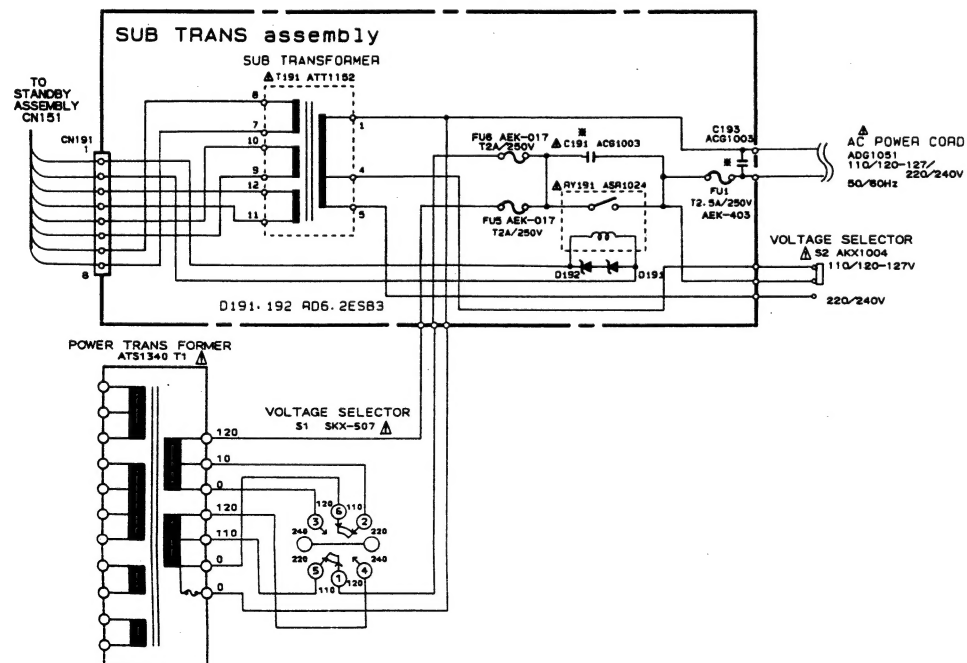 SUB TRANS assembly
SUB TRANSFORMER
T191 ATT1152
TO
STANDBY
ASSEMBLY
CN151
CN191
1
8
8
7
10
9
12
11
1
4
5
FU6 AEK-017
T2A/250V
C191 ACG1003
RY191 ASR1024
FU5 AEK-017
T2A/250V
C193
ACG1003
FU1
T2.5A/250V
AEK-403
AC POWER CORD
ADG1051
110/120-127/
220/240V
50/60Hz
VOLTAGE SELECTOR
S2 AKX1004
110/120-127V
220/240V
D192
D191
D191.192 RD6.2ESB3
POWER TRANS FORMER
ATS1340 T1
VOLTAGE SELECTOR
S1 SKX-507
120
10
0
120
110
0
0
120
6
110
3
2
240
220
220
240
5
1
4
110
120